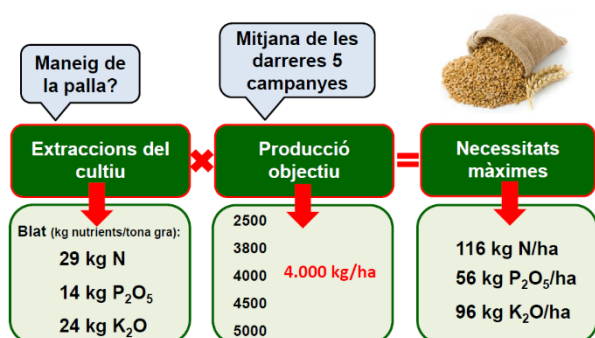 Maneig de
la palla?
Mitjana de les
darreres 5
campanyes
Extraccions del
cultiu
Producció
objectiu
Necessitats
màximes
Blat (kg nutrients/tona gra):
29 kg N
14 kg P₂O₅
24 kg K₂O
2500
3800
4000
4500
5000
4.000 kg/ha
116 kg N/ha
56 kg P₂O₅/ha
96 kg K₂O/ha